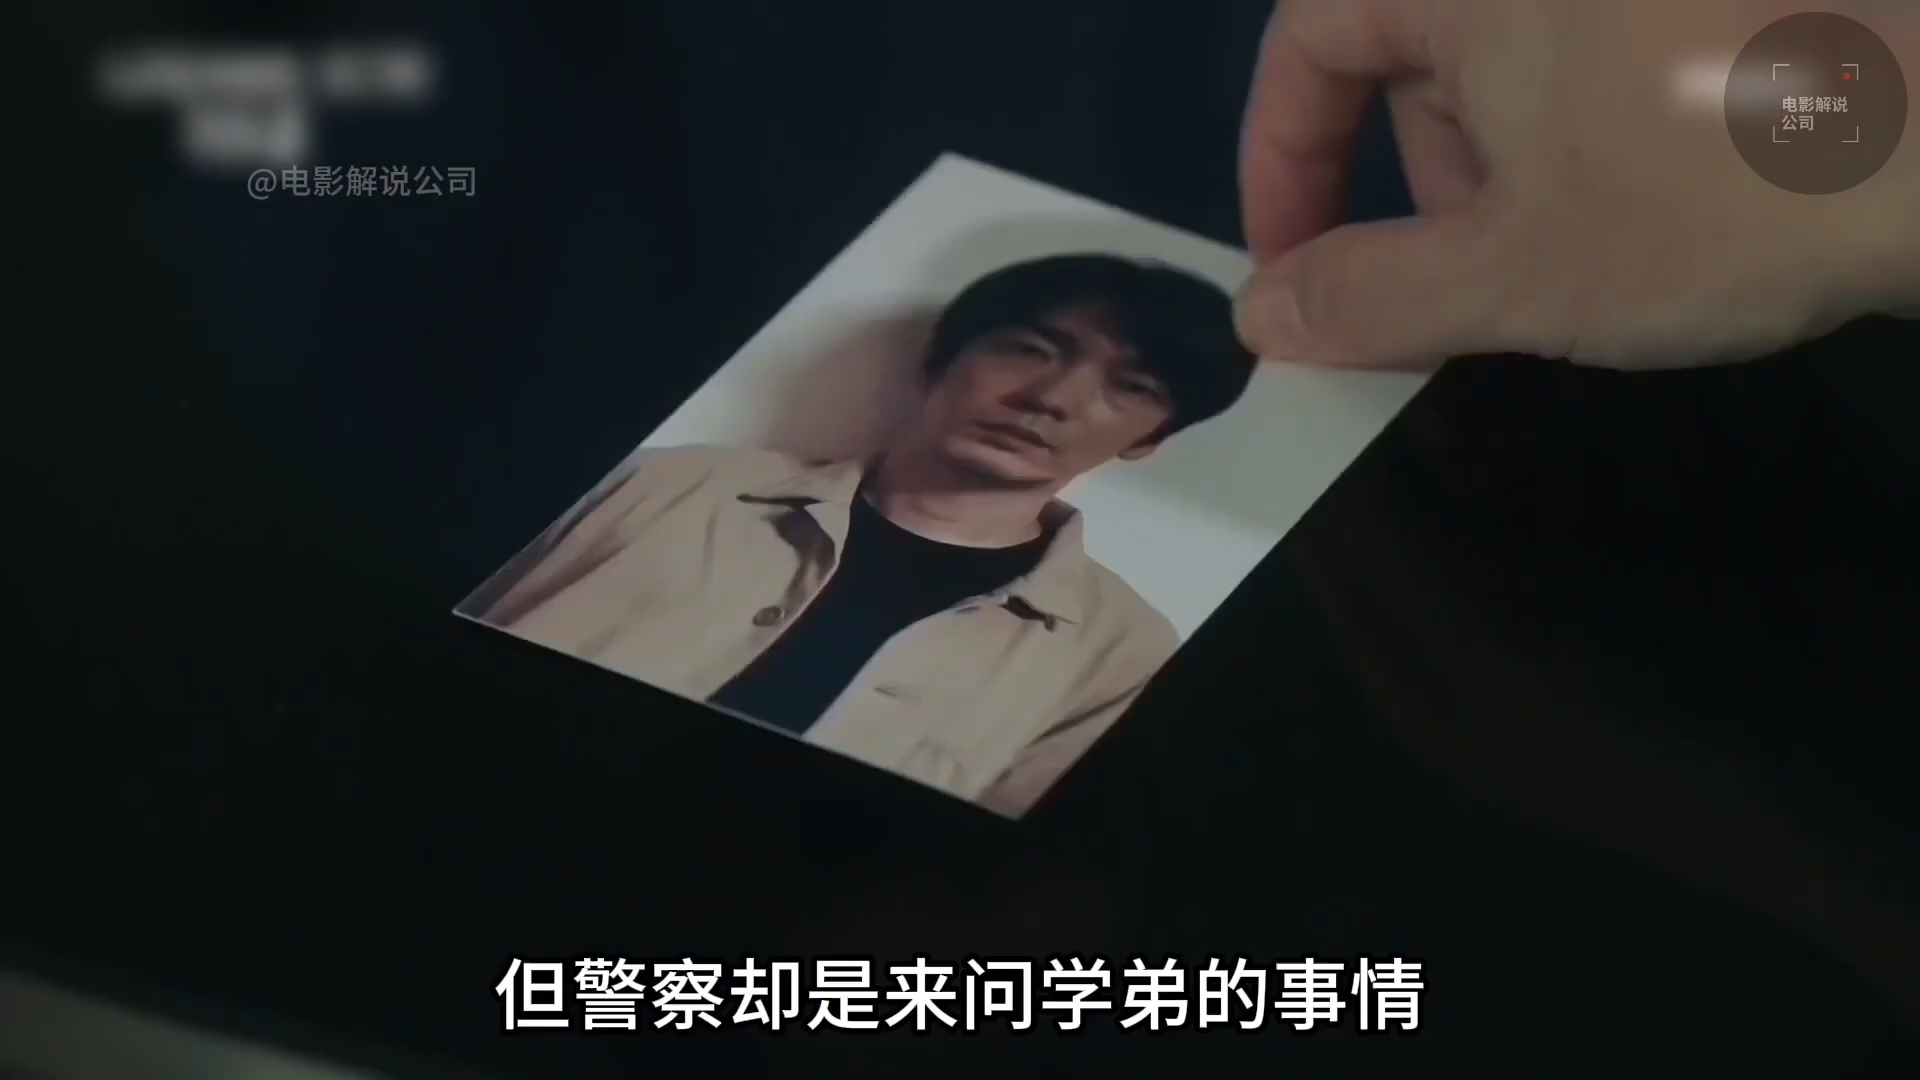 电影解说
公司
@电影解说公司
但警察却是来问学弟的事情